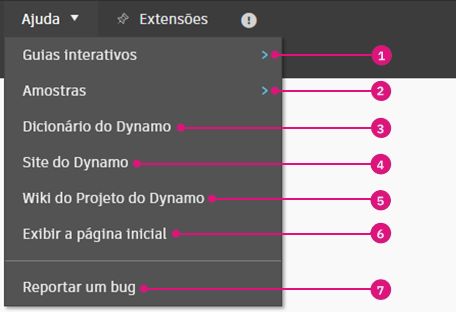 Ajuda Extensões
Guias interativos 1
Amostras 2
Dicionário do Dynamo 3
Site do Dynamo 4
Wiki do Projeto do Dynamo 5
Exibir a página inicial 6
Reportar um bug 7